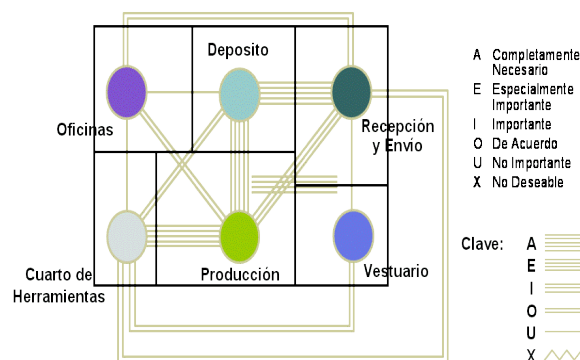 Deposito
Oficinas
Recepción
y Envío
Cuarto de
Herramientas
Producción
Vestuario
A Completamente
Necesario
E Especialmente
Importante
I Importante
O De Acuerdo
U No Importante
X No Deseable
Clave: A
E
I
O
U
X